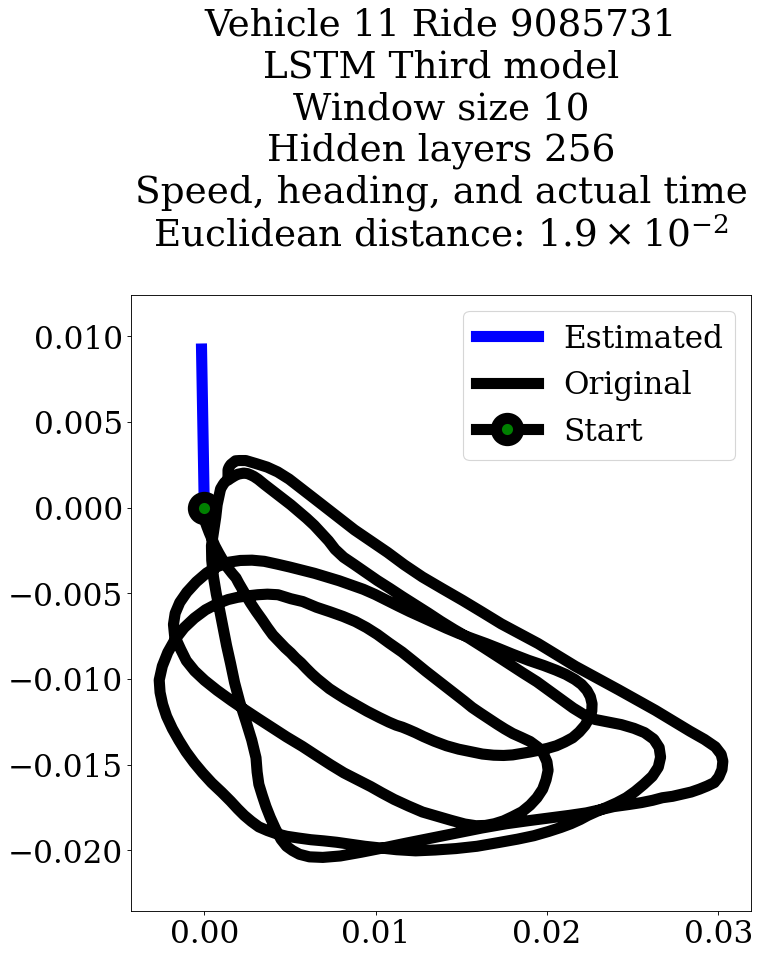 Vehicle 11 Ride 9085731
LSTM Third model
Window size 10
Hidden layers 256
Speed, heading, and actual time
Euclidean distance: 1.9 × 10⁻²
Estimated
Original
Start
0.010
0.005
0.000
−0.005
−0.010
−0.015
−0.020
0.00
0.01
0.02
0.03